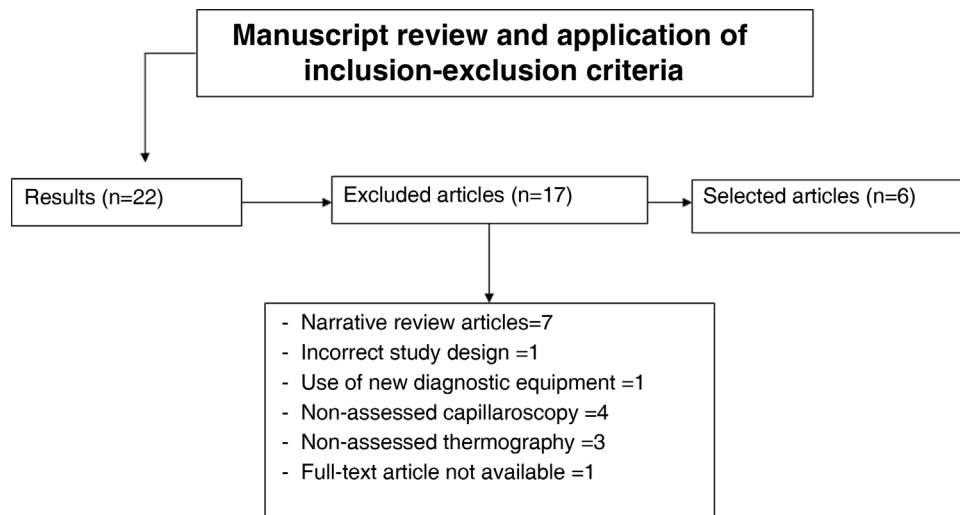 Manuscript review and application of
inclusion-exclusion criteria
Results (n=22)
Excluded articles (n=17)
Selected articles (n=6)
- Narrative review articles=7
- Incorrect study design =1
- Use of new diagnostic equipment =1
- Non-assessed capillaroscopy =4
- Non-assessed thermography =3
- Full-text article not available =1